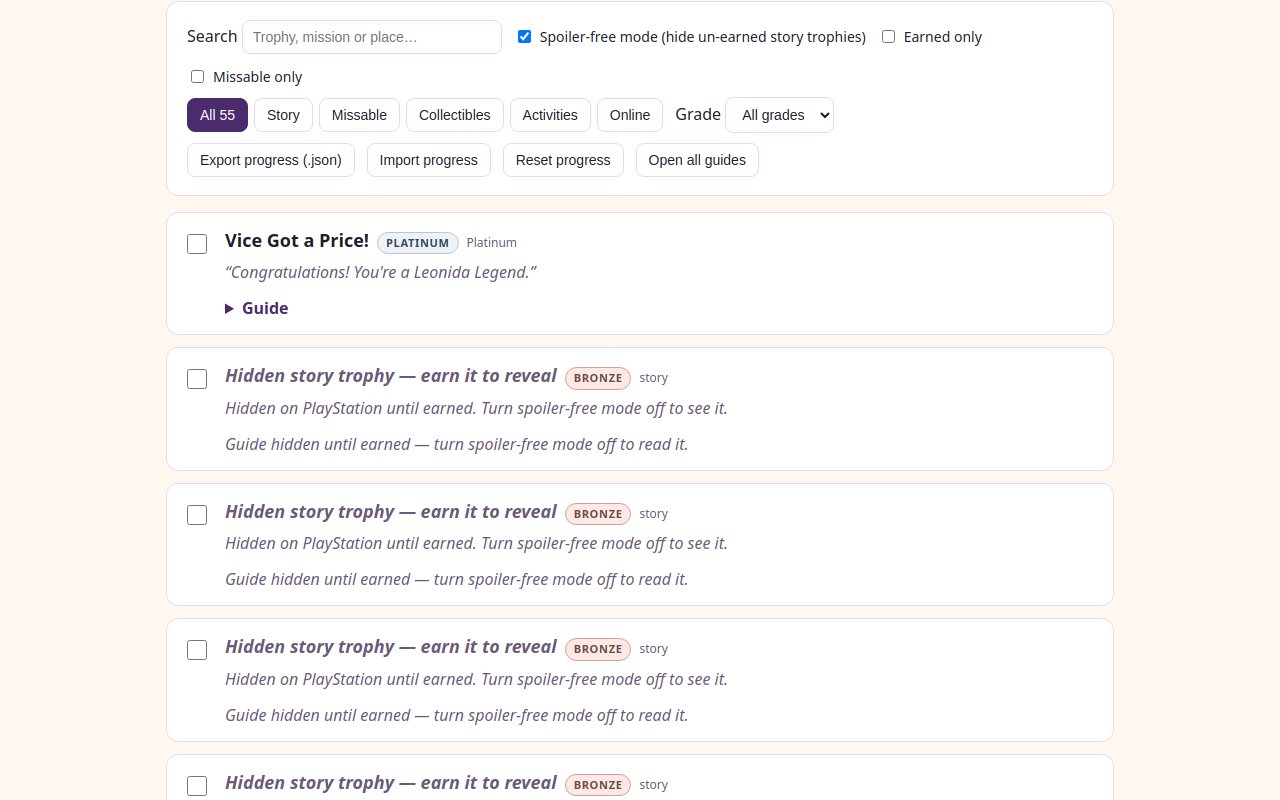 Search Trophy, mission or place… Spoiler-free mode (hide un-earned story trophies) Earned only
Missable only
All 55 Story Missable Collectibles Activities Online Grade All grades
Export progress (.json) Import progress Reset progress Open all guides
Vice Got a Price! PLATINUM Platinum
“Congratulations! You're a Leonida Legend.”
Guide
Hidden story trophy — earn it to reveal BRONZE story
Hidden on PlayStation until earned. Turn spoiler-free mode off to see it.
Guide hidden until earned — turn spoiler-free mode off to read it.
Hidden story trophy — earn it to reveal BRONZE story
Hidden on PlayStation until earned. Turn spoiler-free mode off to see it.
Guide hidden until earned — turn spoiler-free mode off to read it.
Hidden story trophy — earn it to reveal BRONZE story
Hidden on PlayStation until earned. Turn spoiler-free mode off to see it.
Guide hidden until earned — turn spoiler-free mode off to read it.
Hidden story trophy — earn it to reveal BRONZE story